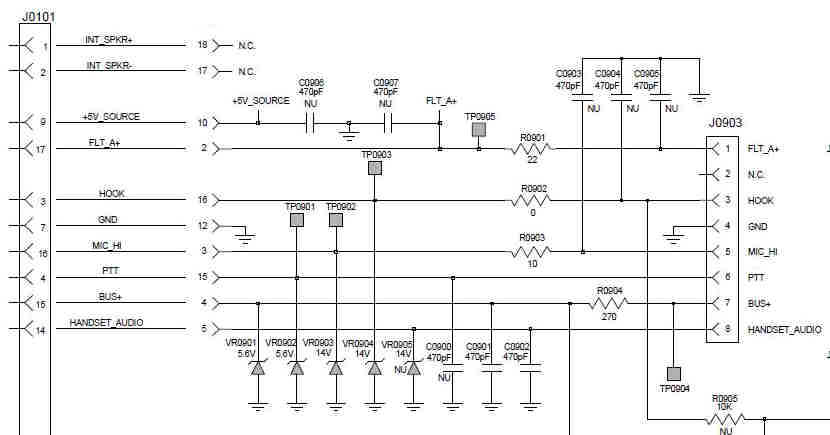 J0101
1 INT_SPKR+ 18 N.C.
2 INT_SPKR- 17 N.C.
C0906 470pF NU
C0907 470pF NU
C0903 470pF NU
C0904 470pF NU
C0905 470pF NU
+5V_SOURCE
FLT_A+
TP0905
J0903
9 +5V_SOURCE 10
17 FLT_A+ 2
R0901
22
1 FLT_A+
TP0903
2 N.C.
3 HOOK 16
R0902
0
3 HOOK
TP0901 TP0902
7 GND 12
4 GND
16 MIC_HI 3
R0903
10
5 MIC_HI
4 PTT 15
6 PTT
15 BUS+ 4
R0904
270
7 BUS+
14 HANDSET_AUDIO 5
8 HANDSET_AUDIO
VR0901 5.6V
VR0902 5.6V
VR0903 14V
VR0904 14V
VR0905 14V NU
C0900 470pF NU
C0901 470pF
C0902 470pF
TP0904
R0905
10K
NU